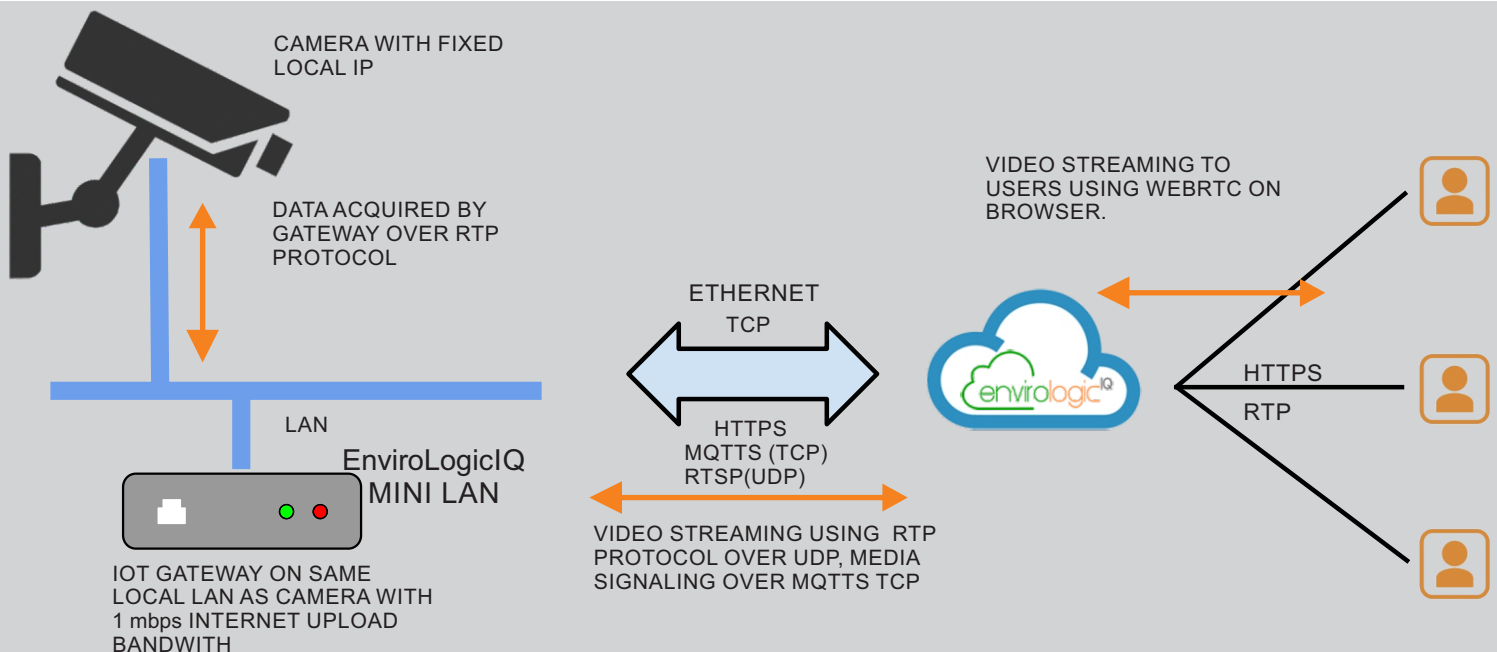 CAMERA WITH FIXED
LOCAL IP
DATA ACQUIRED BY
GATEWAY OVER RTP
PROTOCOL
LAN
EnviroLogicIQ
MINI LAN
IOT GATEWAY ON SAME
LOCAL LAN AS CAMERA WITH
1 mbps INTERNET UPLOAD
BANDWITH
ETHERNET
TCP
HTTPS
MQTTS (TCP)
RTSP(UDP)
VIDEO STREAMING USING RTP
PROTOCOL OVER UDP, MEDIA
SIGNALING OVER MQTTS TCP
envirologicIQ
VIDEO STREAMING TO
USERS USING WEBRTC ON
BROWSER.
HTTPS
RTP